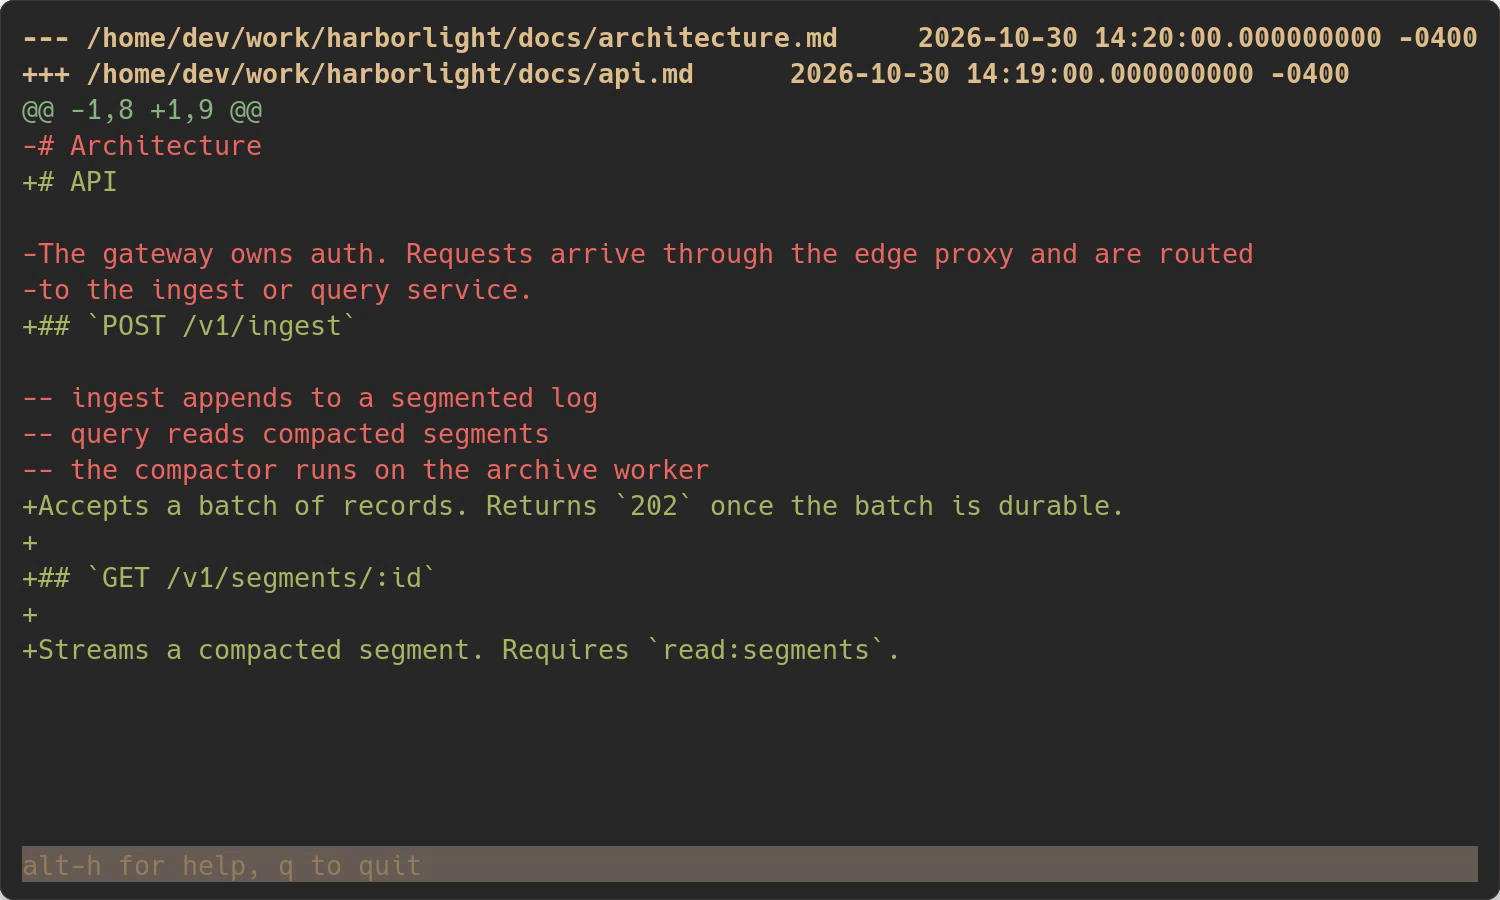 --- /home/dev/work/harborlight/docs/architecture.md     2026-10-30 14:20:00.000000000 -0400
+++ /home/dev/work/harborlight/docs/api.md      2026-10-30 14:19:00.000000000 -0400
@@ -1,8 +1,9 @@
-# Architecture
+# API

-The gateway owns auth. Requests arrive through the edge proxy and are routed
-to the ingest or query service.
+## `POST /v1/ingest`

-- ingest appends to a segmented log
-- query reads compacted segments
-- the compactor runs on the archive worker
+Accepts a batch of records. Returns `202` once the batch is durable.
+
+## `GET /v1/segments/:id`
+
+Streams a compacted segment. Requires `read:segments`.
alt-h for help, q to quit